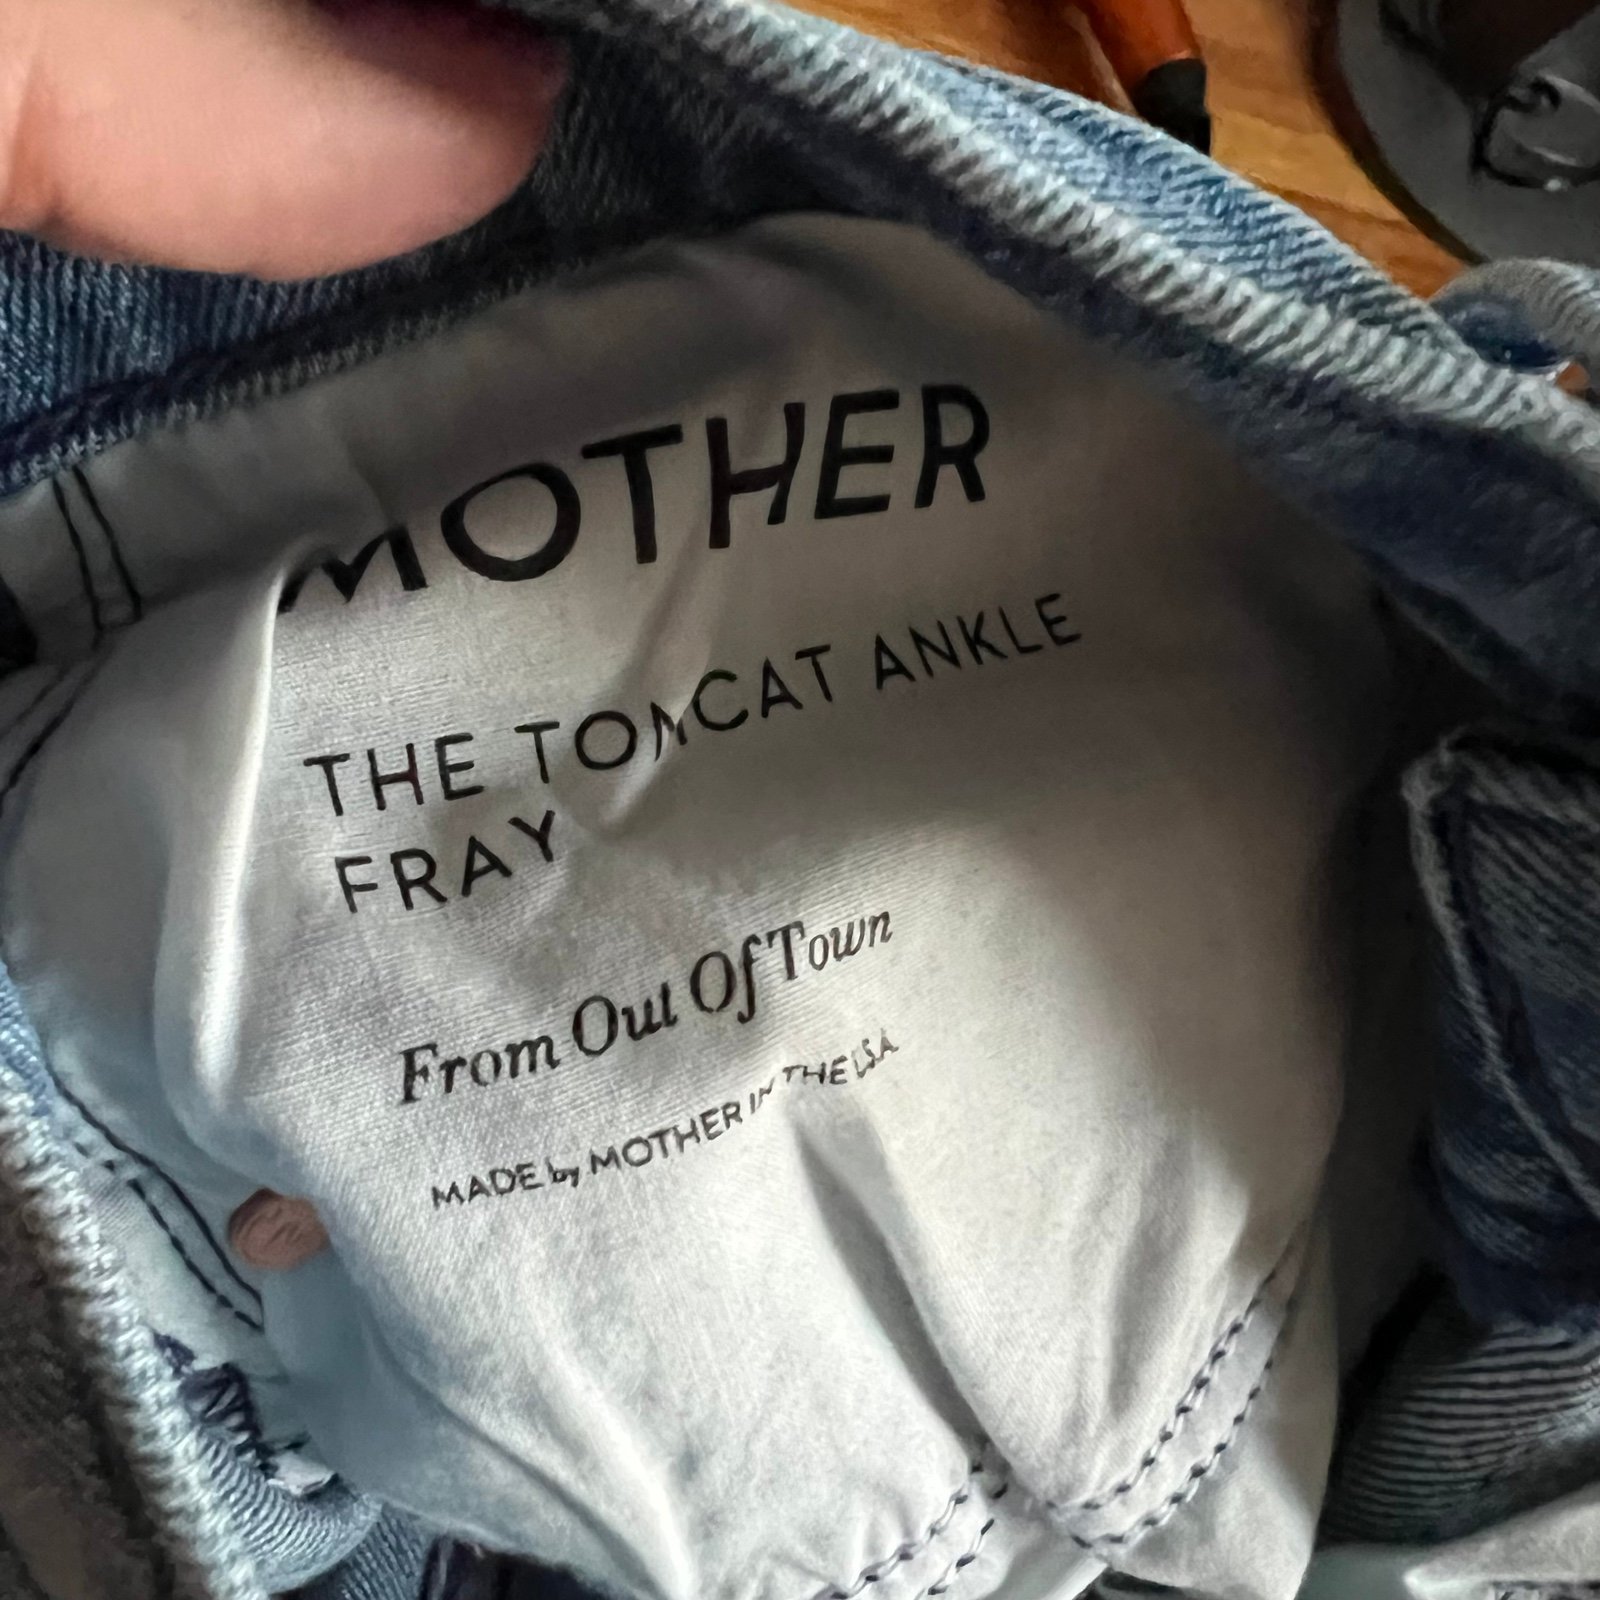 MOTHER
THE TOMCAT ANKLE
FRAY
From Out Of Town
MADE by MOTHER IN THE USA